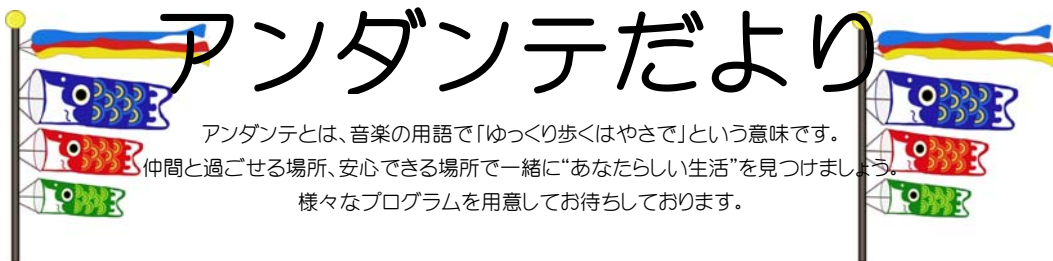 アンダンテだより
アンダンテとは、音楽の用語で「ゆっくり歩くはやさで」という意味です。
仲間と過ごせる場所、安心できる場所で一緒に“あなたらしい生活”を見つけましょう。
様々なプログラムを用意してお待ちしております。